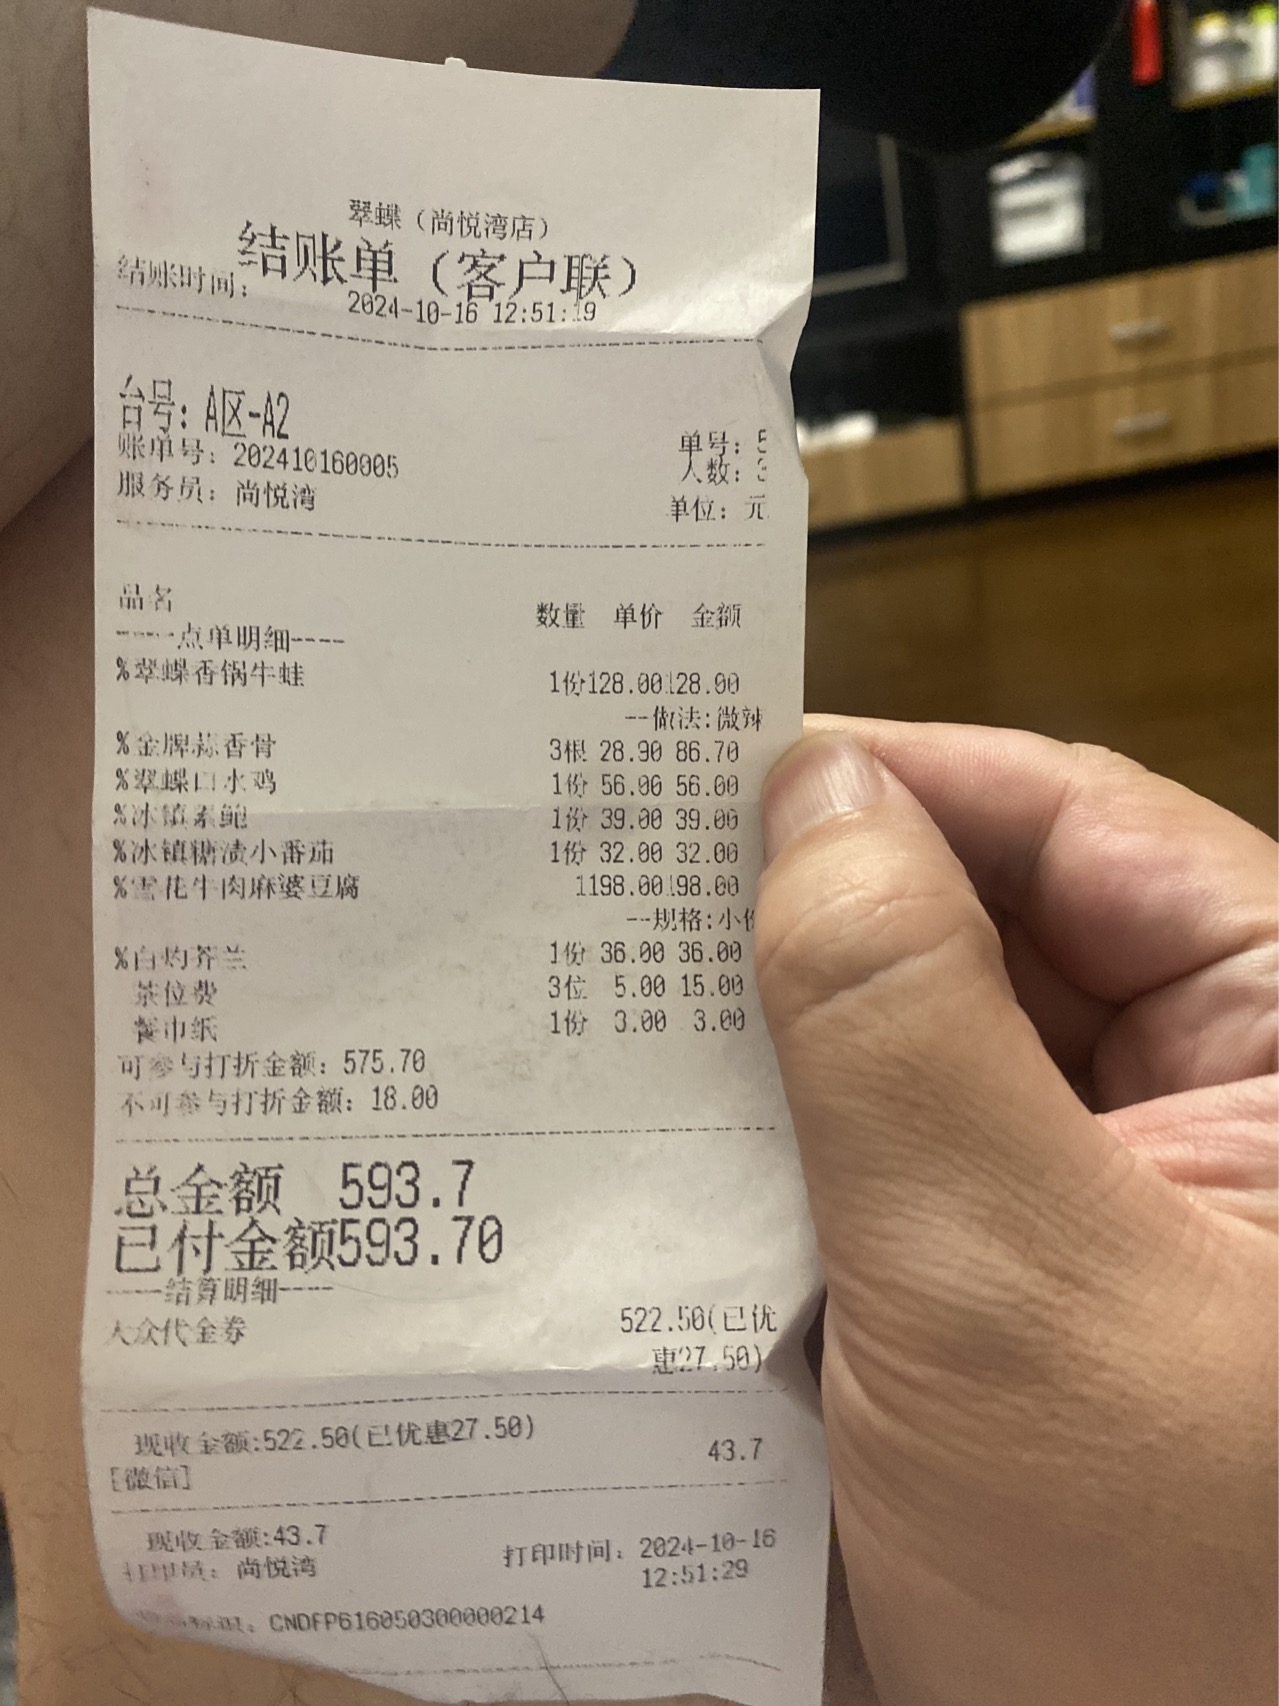 翠蝶（尚悦湾店）
结账单（客户联）
结账时间：
2024-10-16 12:51:19
台号：A区-A2
账单号：202410160005
单号：5
服务员：尚悦湾
人数：3
单位：元
品名 数量 单价 金额
-----点单明细----
%翠蝶香锅牛蛙 1份128.00128.00
--做法:微辣
%金牌蒜香骨 3根 28.90 86.70
%翠蝶口水鸡 1份 56.00 56.00
%冰镇素鲍 1份 39.00 39.00
%冰镇糖渍小番茄 1份 32.00 32.00
%雪花牛肉麻婆豆腐 1198.00198.00
--规格:小份
%白灼芥兰 1份 36.00 36.00
茶位费 3位 5.00 15.00
餐巾纸 1份 3.00 3.00
可参与打折金额：575.70
不可参与打折金额：18.00
总金额 593.7
已付金额593.70
-----结算明细----
大众代金券 522.50(已优
惠27.50)
现收金额:522.50(已优惠27.50)
[微信] 43.7
现收金额:43.7
打印员：尚悦湾
打印时间：2024-10-16
12:51:29
CNDFP616050300000214